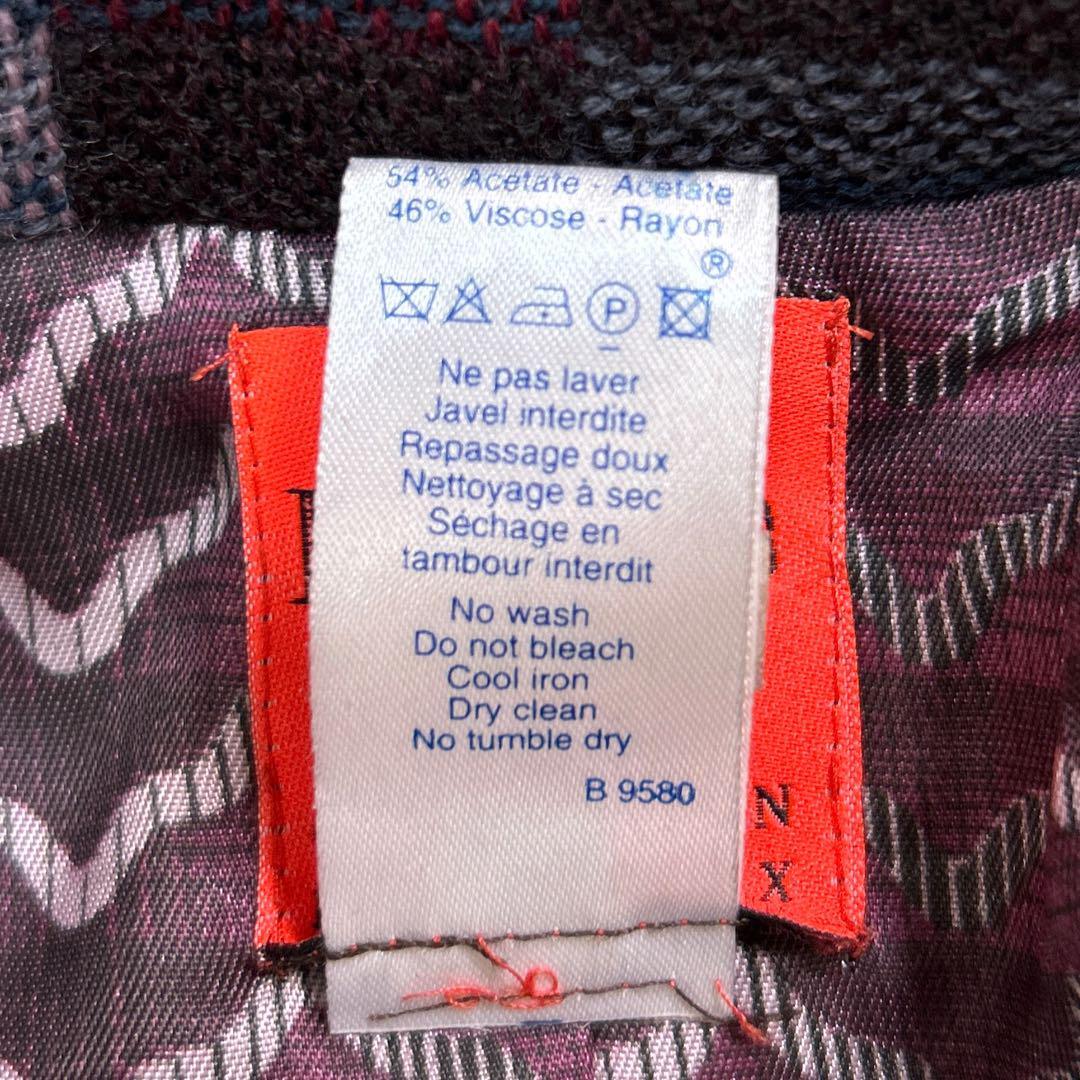 54% Acétate - Acetate
46% Viscose - Rayon
®
P
Ne pas laver
Javel interdite
Repassage doux
Nettoyage à sec
Séchage en
tambour interdit
No wash
Do not bleach
Cool iron
Dry clean
No tumble dry
B 9580
N
X